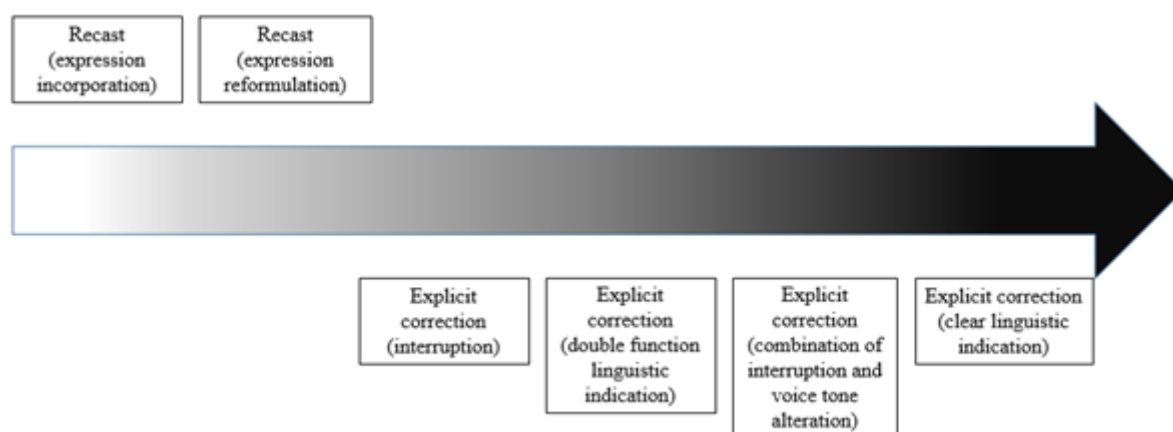 Recast
(expression
incorporation)
Recast
(expression
reformulation)
Explicit
correction
(interruption)
Explicit
correction
(double function
linguistic
indication)
Explicit
correction
(combination of
interruption and
voice tone
alteration)
Explicit correction
(clear linguistic
indication)